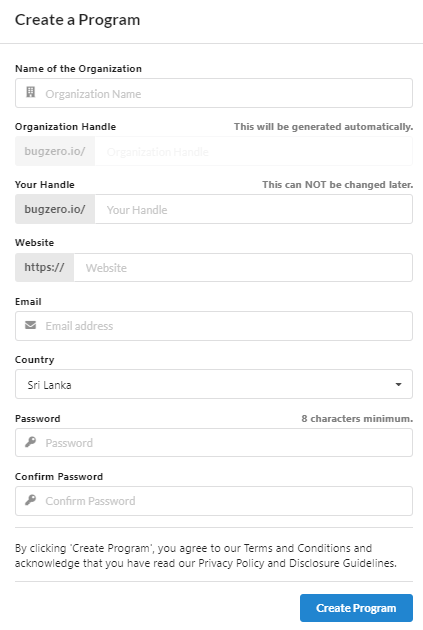 Create a Program
Name of the Organization
Organization Name
Organization Handle This will be generated automatically.
bugzero.io/ Organization Handle
Your Handle This can NOT be changed later.
bugzero.io/ Your Handle
Website
https:// Website
Email
Email address
Country
Sri Lanka
Password 8 characters minimum.
Password
Confirm Password
Confirm Password
By clicking 'Create Program', you agree to our Terms and Conditions and
acknowledge that you have read our Privacy Policy and Disclosure Guidelines.
Create Program